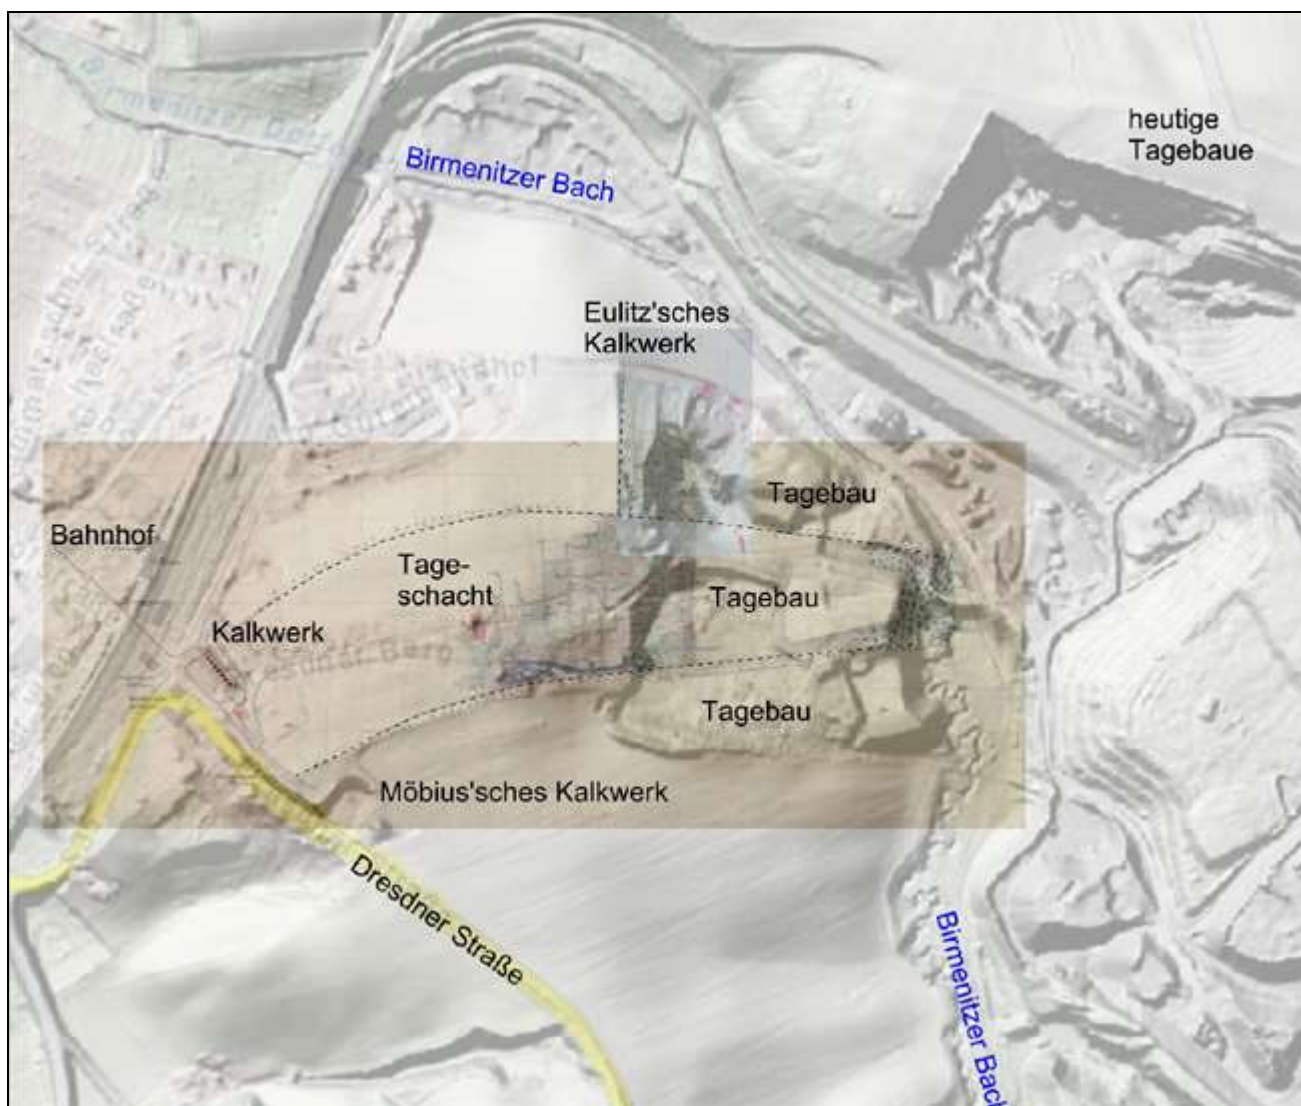 heutige
Tagebaue
Birmenitzer Bach
Eulitz'sches
Kalkwerk
Tagebau
Bahnhof
Tage-
schacht
Tagebau
Kalkwerk
Tagebau
Möbius'sches Kalkwerk
Dresdner Straße
Birmenitzer Bach